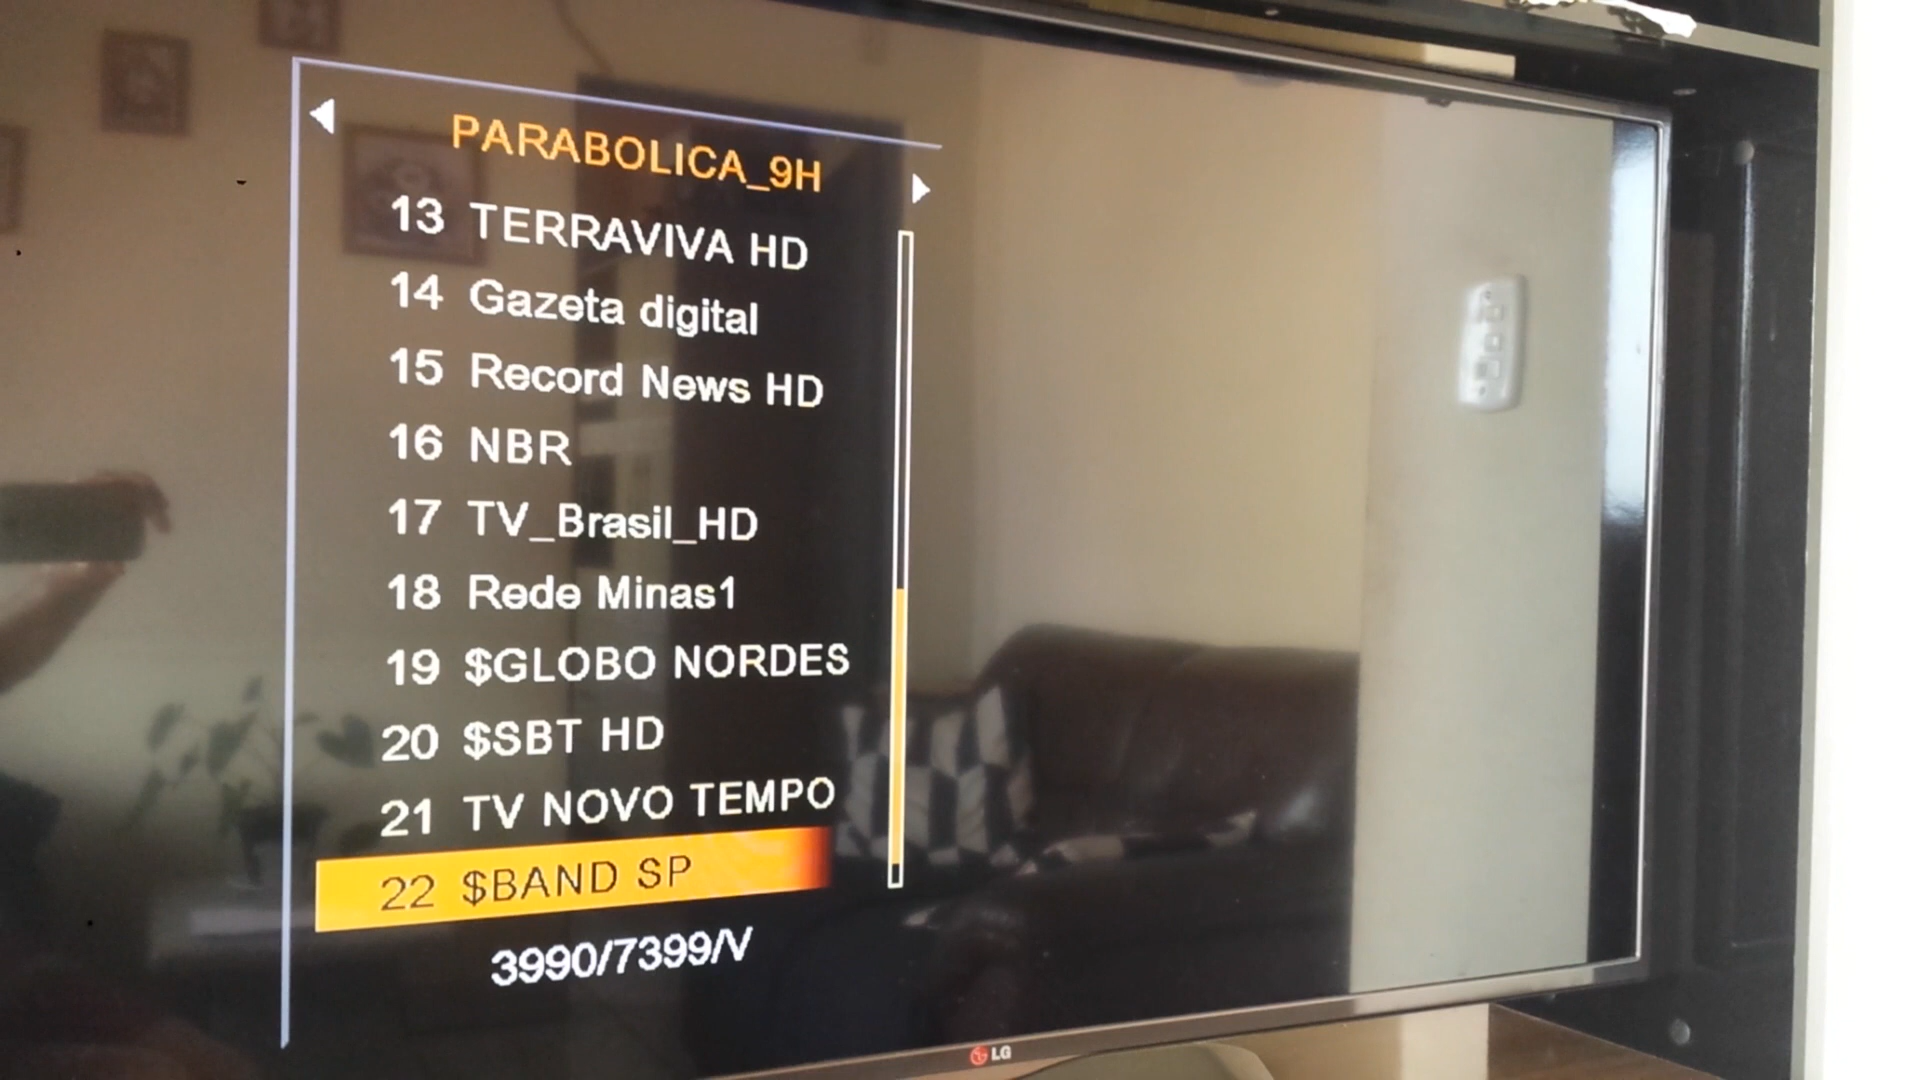 PARABOLICA_9H
13 TERRAVIVA HD
14 Gazeta digital
15 Record News HD
16 NBR
17 TV_Brasil_HD
18 Rede Minas1
19 $GLOBO NORDES
20 $SBT HD
21 TV NOVO TEMPO
22 $BAND SP
3990/7399/V
LG